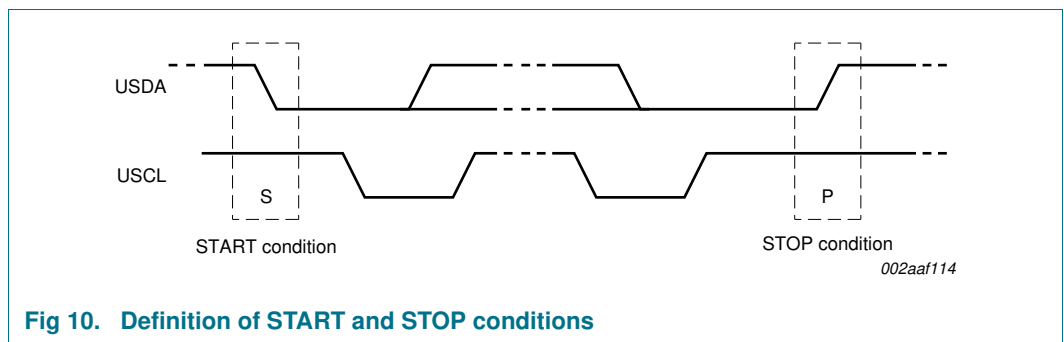 USDA
USCL
S
P
START condition
STOP condition
002aaf114
Fig 10. Definition of START and STOP conditions